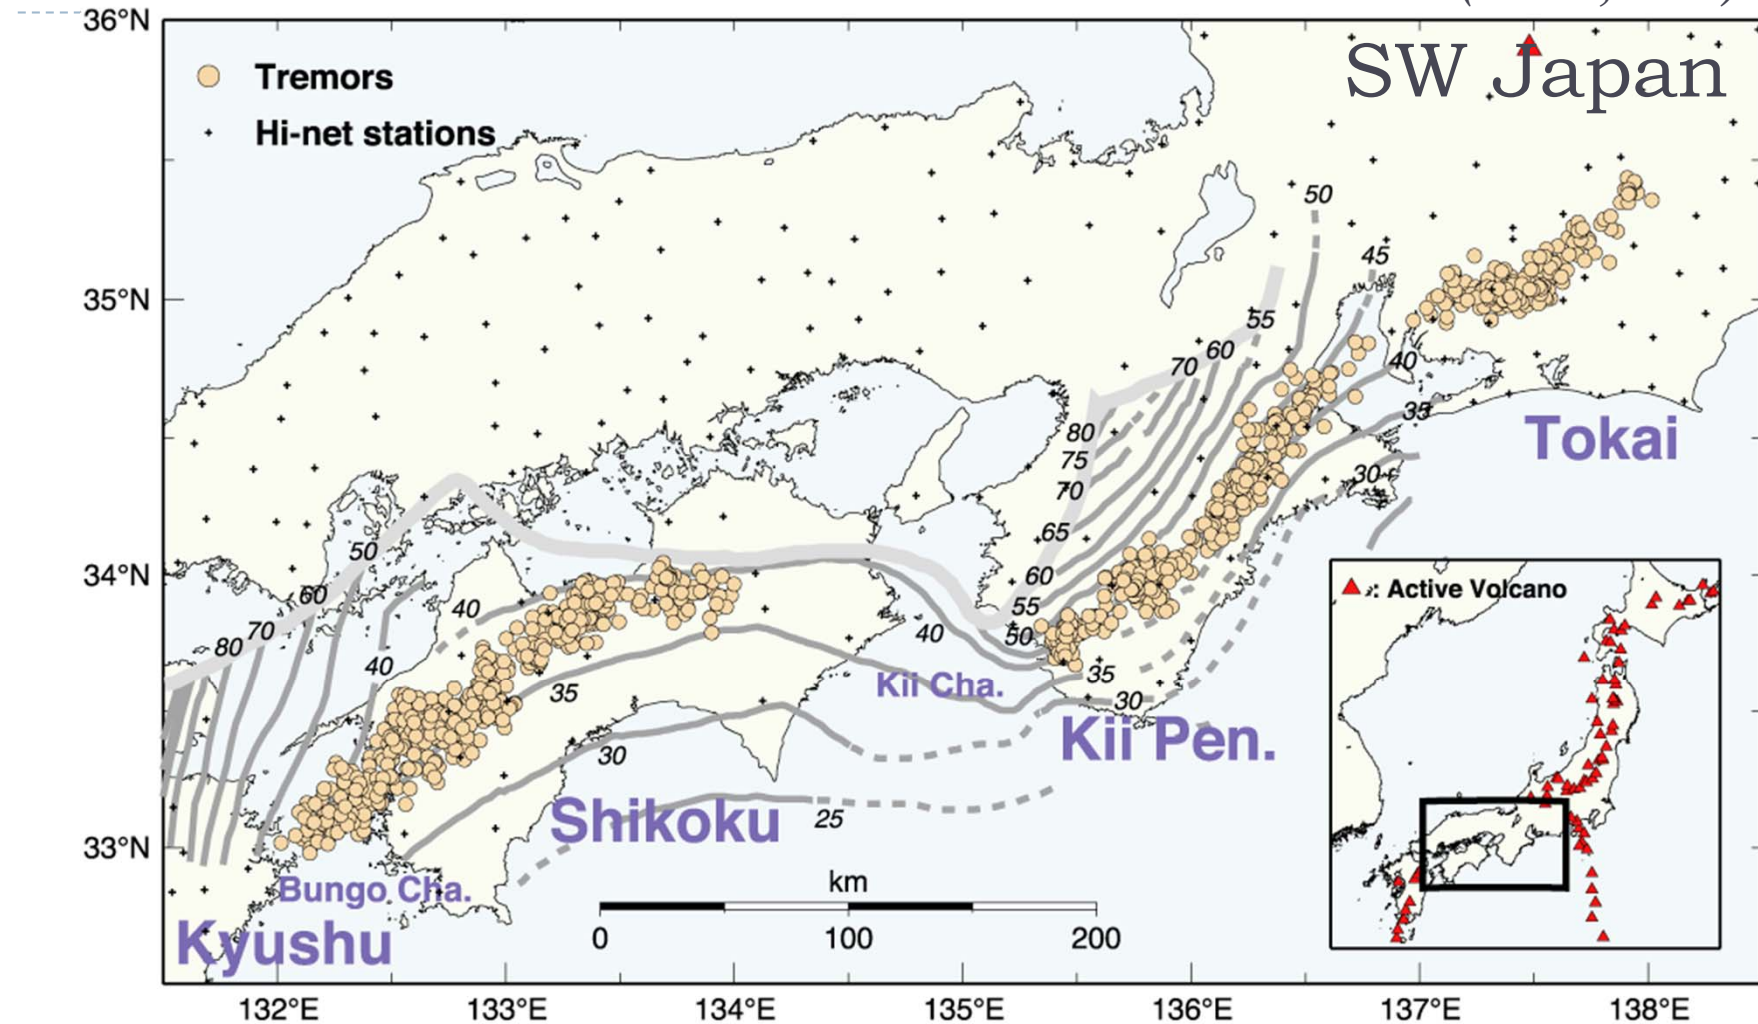 36°N
SW Japan
Tremors
Hi-net stations
50
45
35°N
55
60
70
40
35
80
Tokai
75
30
70
65
50
34°N
60
60
: Active Volcano
40
55
70
50
40
80
40
35
Kii Cha.
35
30
Kii Pen.
30
Shikoku
25
33°N
Bungo Cha.
km
Kyushu
0
100
200
132°E
133°E
134°E
135°E
136°E
137°E
138°E